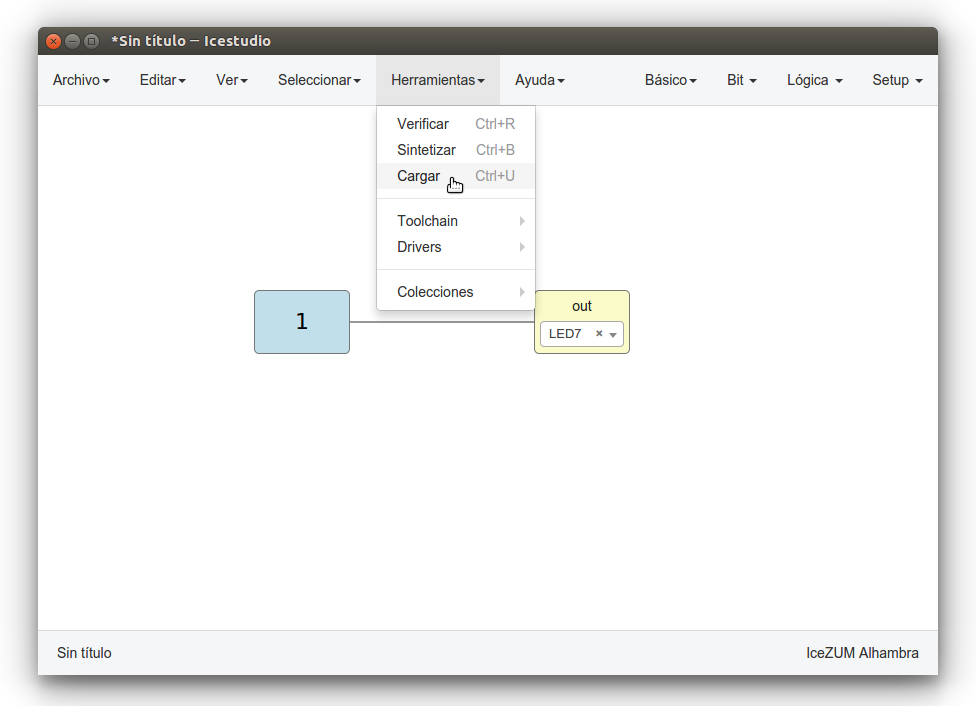 *Sin título – Icestudio
Archivo Editar Ver Seleccionar Herramientas Ayuda Básico Bit Lógica Setup
Verificar Ctrl+R
Sintetizar Ctrl+B
Cargar Ctrl+U
Toolchain
Drivers
Colecciones
1
out
LED7
Sin título IceZUM Alhambra